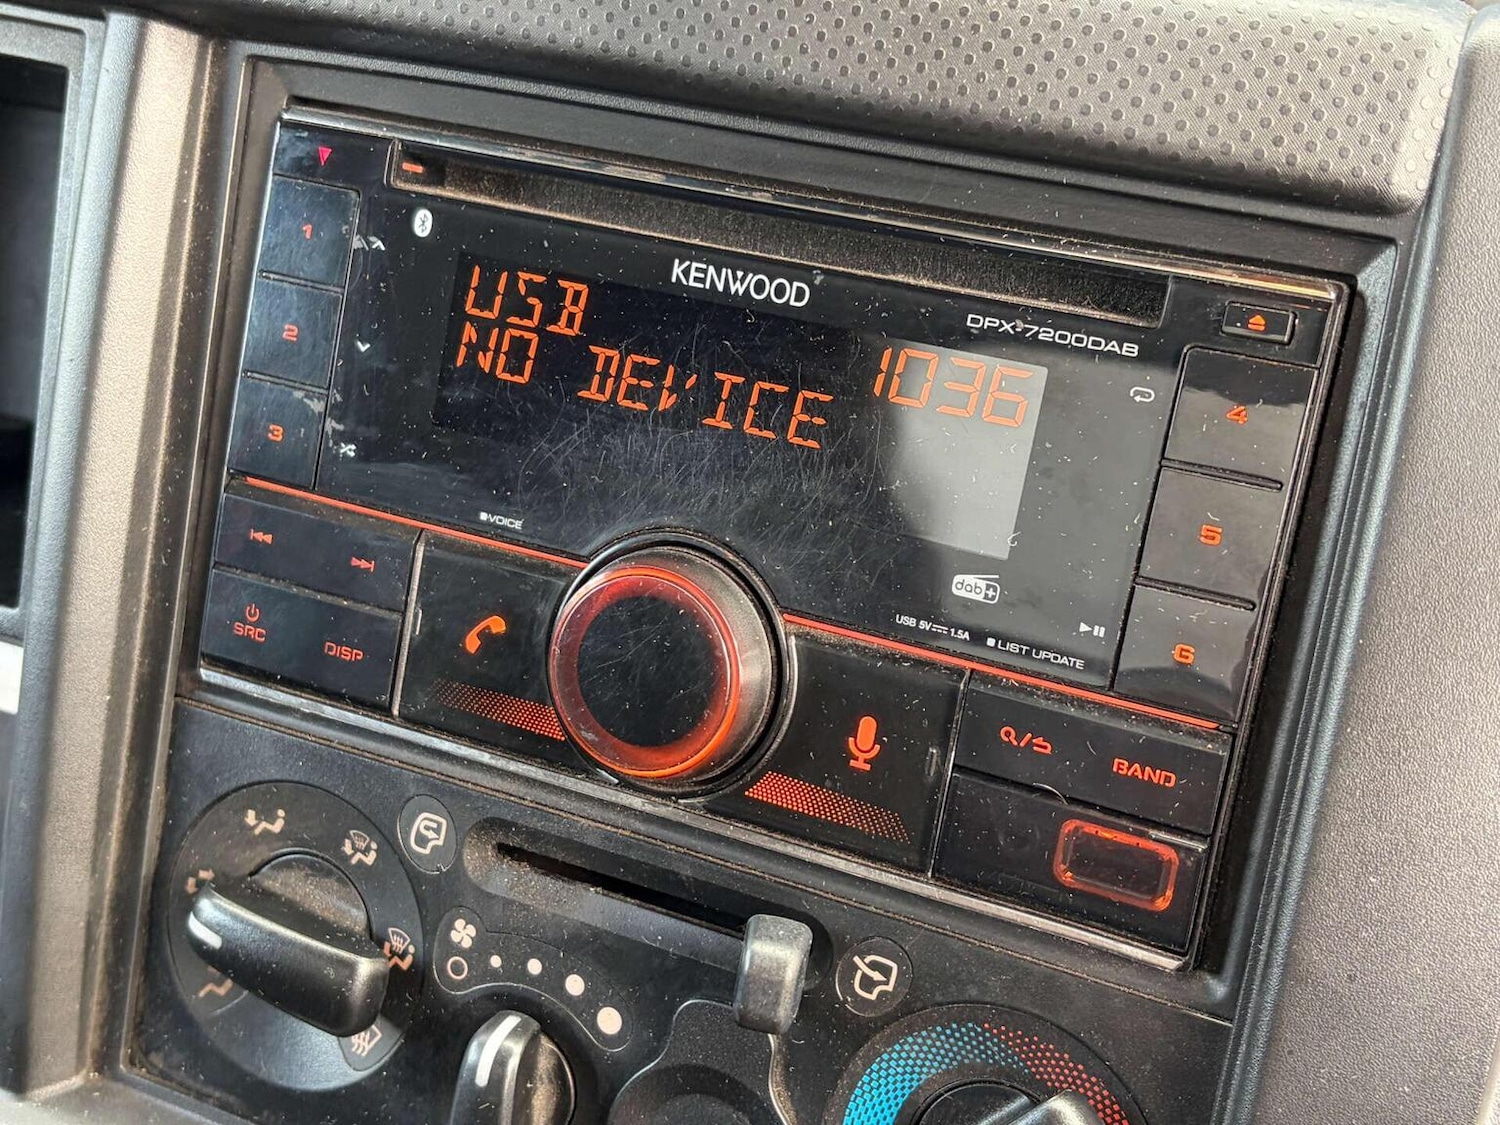 KENWOOD
DPX-7200DAB
USB
NO DEVICE 1036
1
2
3
4
5
6
VOICE
dab+
USB 5V 1.5A
LIST UPDATE
SRC
DISP
BAND